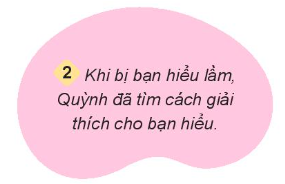 2 Khi bị bạn hiểu lầm,
Quỳnh đã tìm cách giải
thích cho bạn hiểu.